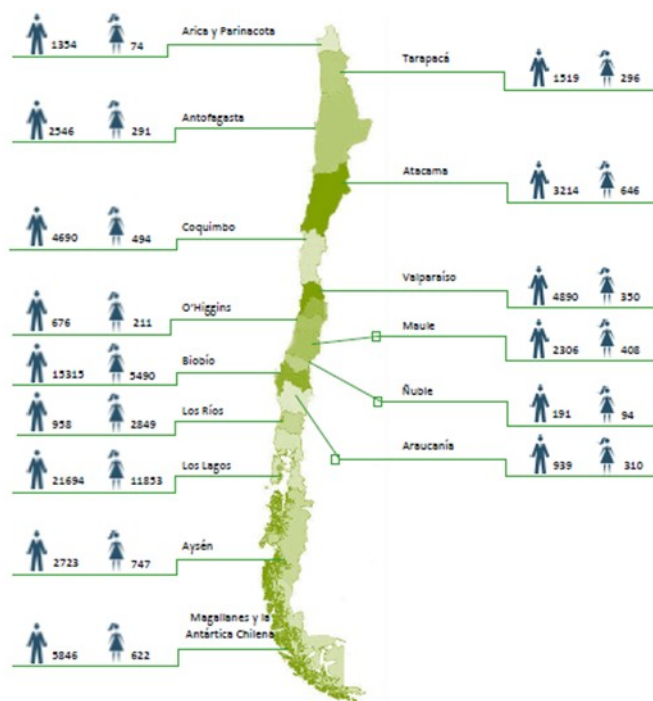 Arica y Parinacota
1354 74
Tarapacá
1519 296
Antofagasta
2546 291
Atacama
3214 646
Coquimbo
4690 494
Valparaíso
4890 350
O'Higgins
676 211
Maule
2306 408
Biobío
15315 5490
Ñuble
191 94
Los Ríos
958 2849
Araucanía
939 310
Los Lagos
21694 11853
Aysén
2723 747
Magallanes y la
Antártica Chilena
5846 622